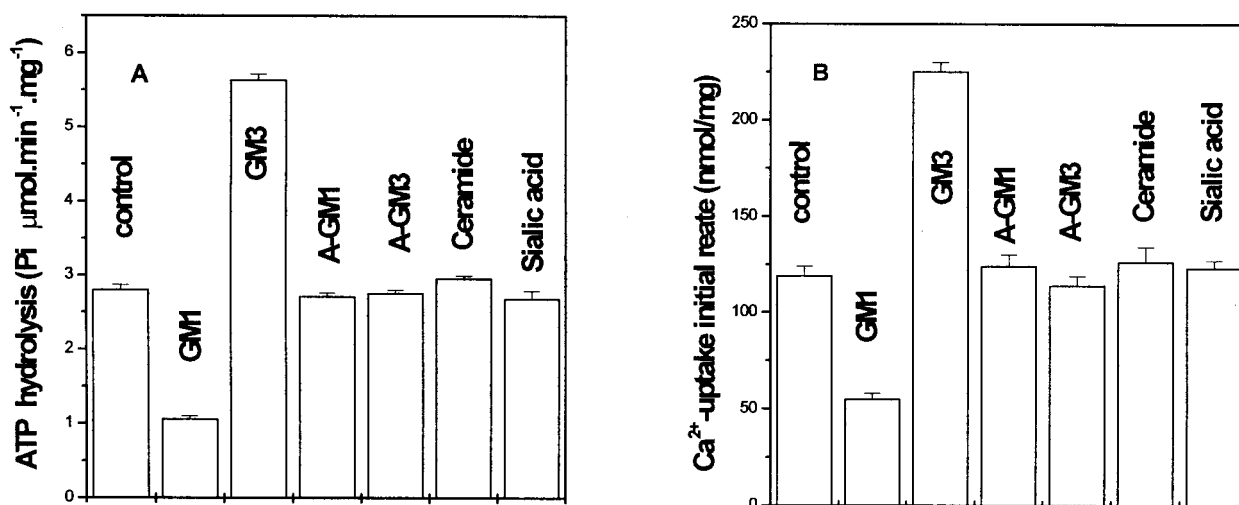 ATP hydrolysis (Pi μmol.min⁻¹.mg⁻¹)
6
5
4
3
2
1
0
A
control
GM1
GM3
A-GM1
A-GM3
Ceramide
Sialic acid
Ca²⁺-uptake initial reate (nmol/mg)
250
200
150
100
50
0
B
control
GM1
GM3
A-GM1
A-GM3
Ceramide
Sialic acid